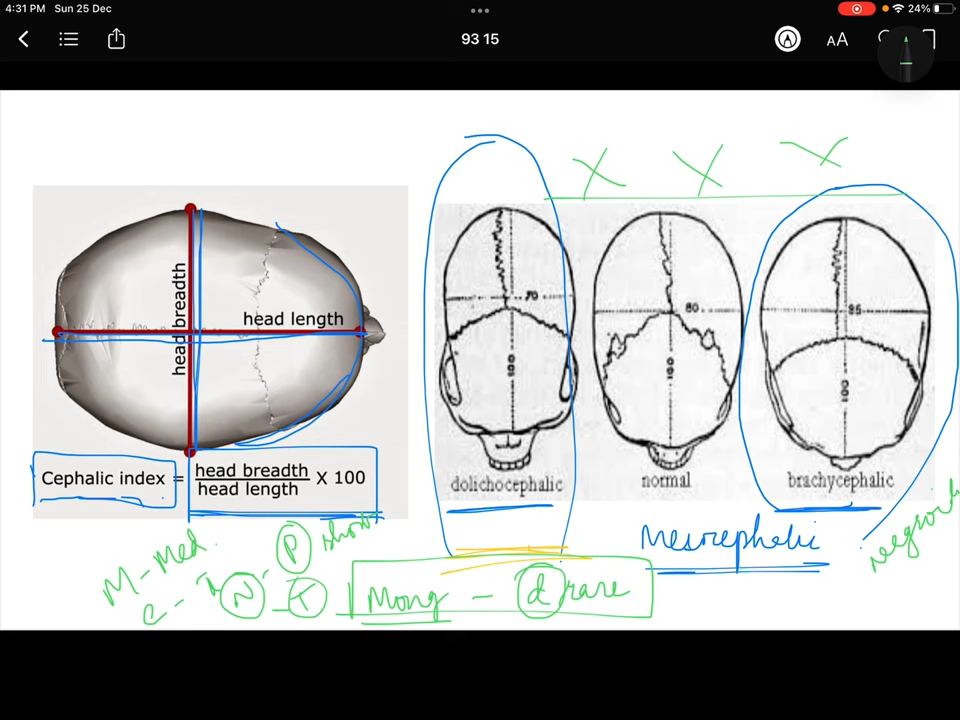 4:31 PM Sun 25 Dec
24%
93 15
AA
head breadth
head length
Cephalic index = head breadth / head length X 100
70
100
dolichocephalic
80
100
normal
85
100
brachycephalic
Mesocephalic
M - Med.
P short
N T
Mong - d rare